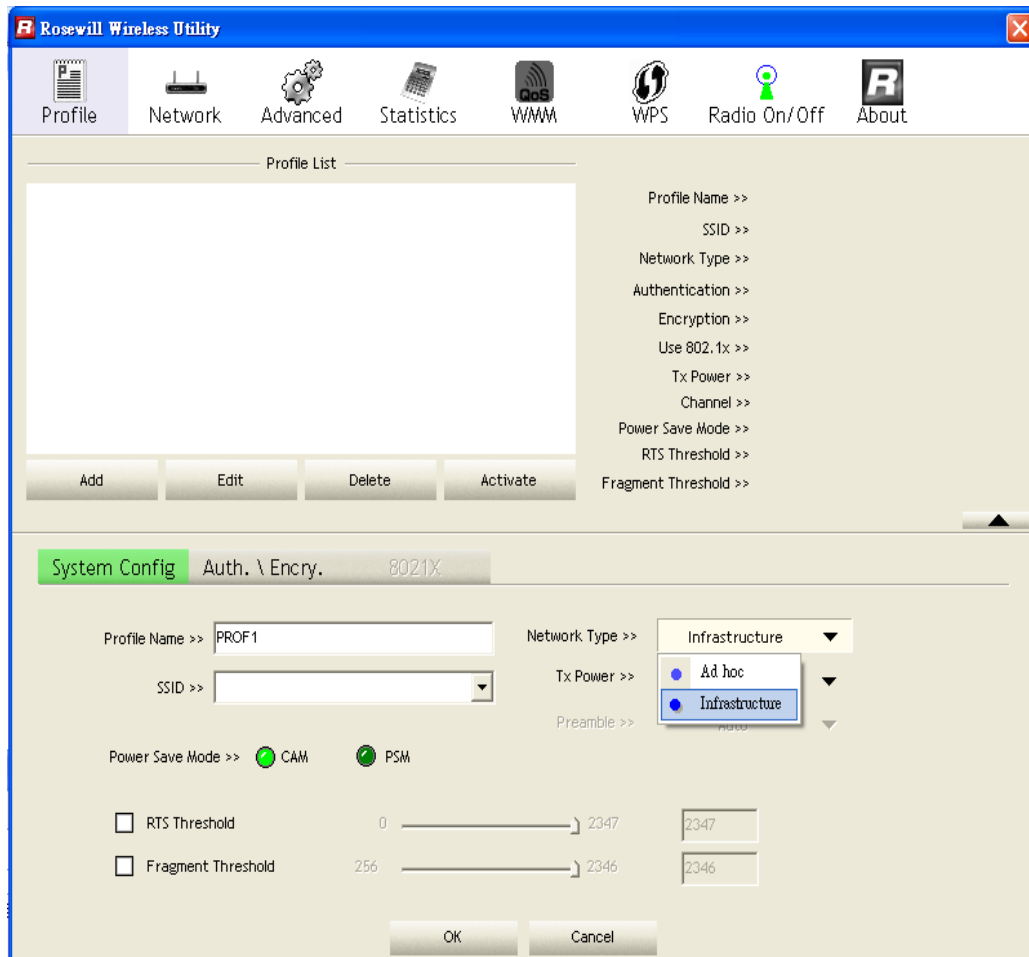 Rosewill Wireless Utility
Profile Network Advanced Statistics QoS WMM WPS Radio On/Off R About
Profile List
Profile Name >>
SSID >>
Network Type >>
Authentication >>
Encryption >>
Use 802.1x >>
Tx Power >>
Channel >>
Power Save Mode >>
RTS Threshold >>
Fragment Threshold >>
Add Edit Delete Activate
System Config Auth. \ Encry. 8021X
Profile Name >> PROF1 Network Type >> Infrastructure
SSID >> Tx Power >> Ad hoc
Infrastructure
Preamble >> Auto
Power Save Mode >> CAM PSM
RTS Threshold 0 2347 2347
Fragment Threshold 256 2346 2346
OK Cancel